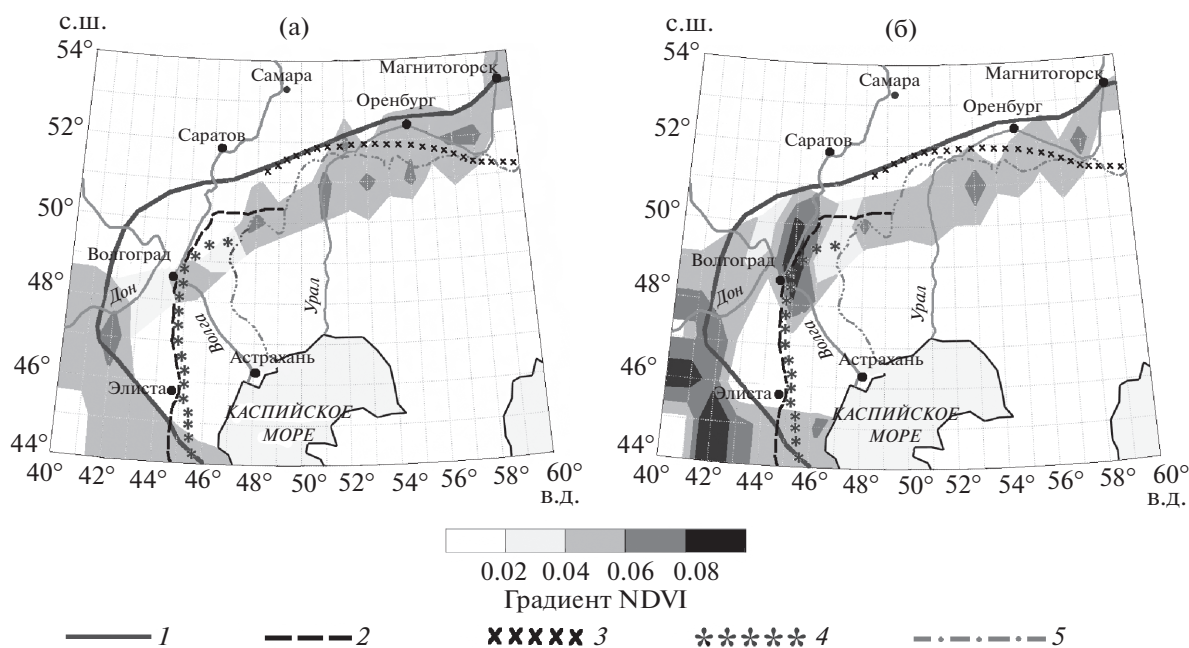 с.ш.
(а)
54°
Самара
Магнитогорск
Оренбург
52°
Саратов
50°
Волгоград
48°
Дон
Волга
Урал
46°
Астрахань
Элиста
КАСПИЙСКОЕ
МОРЕ
44°
40° 42° 44° 46° 48° 50° 52° 54° 56° 58° 60°
в.д.
с.ш.
(б)
54°
Самара
Магнитогорск
Оренбург
52°
Саратов
50°
Волгоград
48°
Дон
Волга
Урал
46°
Астрахань
Элиста
КАСПИЙСКОЕ
МОРЕ
44°
40° 42° 44° 46° 48° 50° 52° 54° 56° 58° 60°
в.д.
0.02 0.04 0.06 0.08
Градиент NDVI
1 2 3 4 5